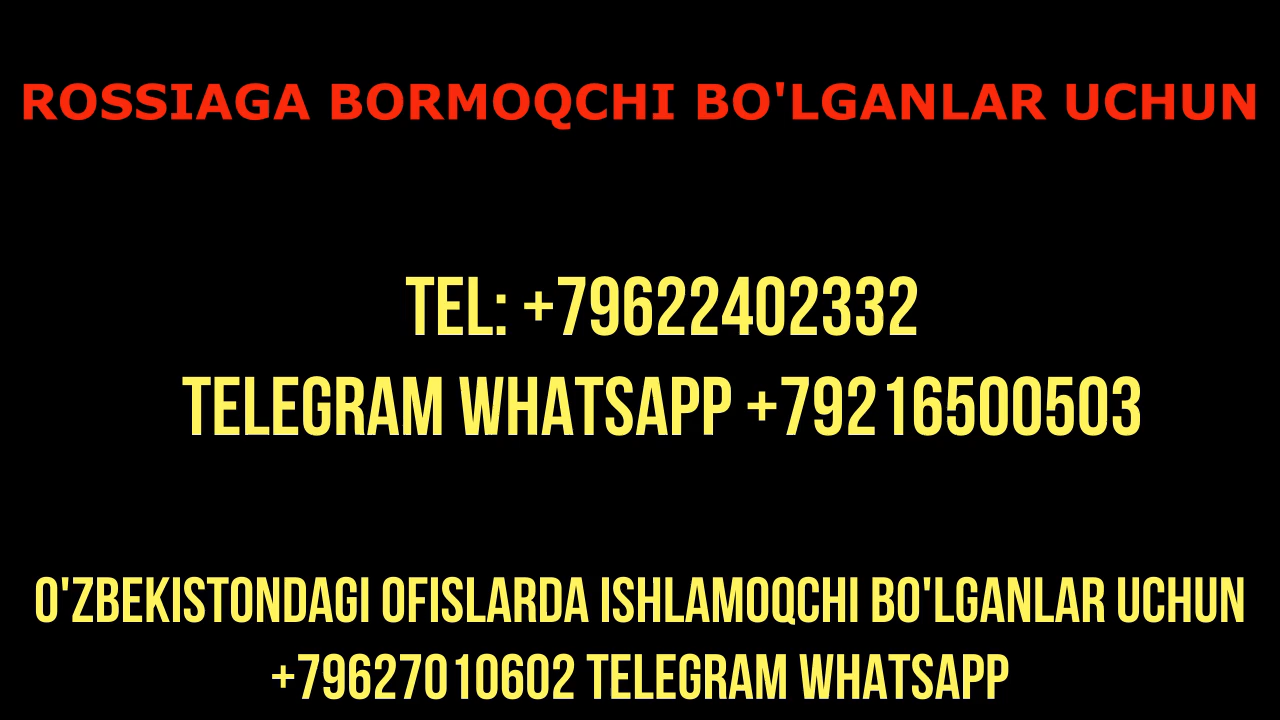 ROSSIAGA BORMOQCHI BO'LGANLAR UCHUN
TEL: +79622402332
TELEGRAM WHATSAPP +79216500503
O'ZBEKISTONDAGI OFISLARDA ISHLAMOQCHI BO'LGANLAR UCHUN
+79627010602 TELEGRAM WHATSAPP